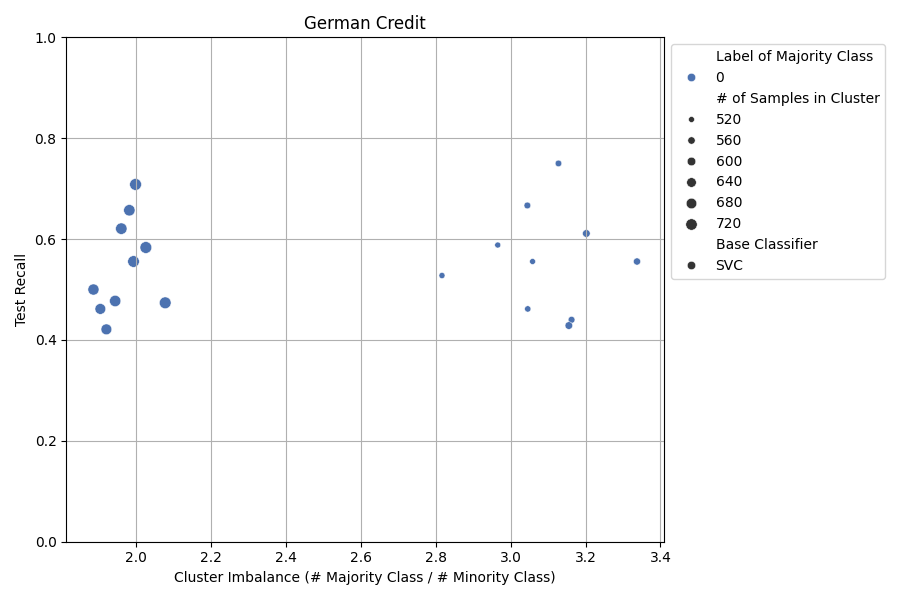 German Credit
1.0
0.8
0.6
0.4
0.2
0.0
Test Recall
2.0 2.2 2.4 2.6 2.8 3.0 3.2 3.4
Cluster Imbalance (# Majority Class / # Minority Class)
Label of Majority Class
0
# of Samples in Cluster
520
560
600
640
680
720
Base Classifier
SVC